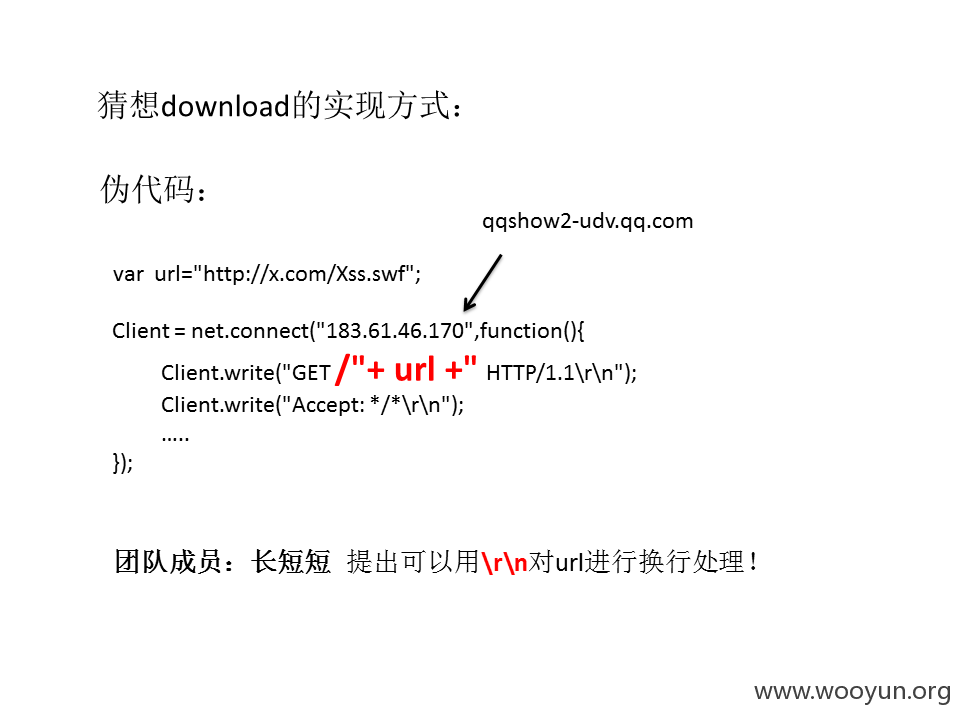 猜想download的实现方式：
伪代码：
qqshow2-udv.qq.com
var url="http://x.com/Xss.swf";
Client = net.connect("183.61.46.170",function(){
Client.write("GET /"+ url +" HTTP/1.1\r\n");
Client.write("Accept: */*\r\n");
.....
});
团队成员：长短短 提出可以用\r\n对url进行换行处理！
www.wooyun.org